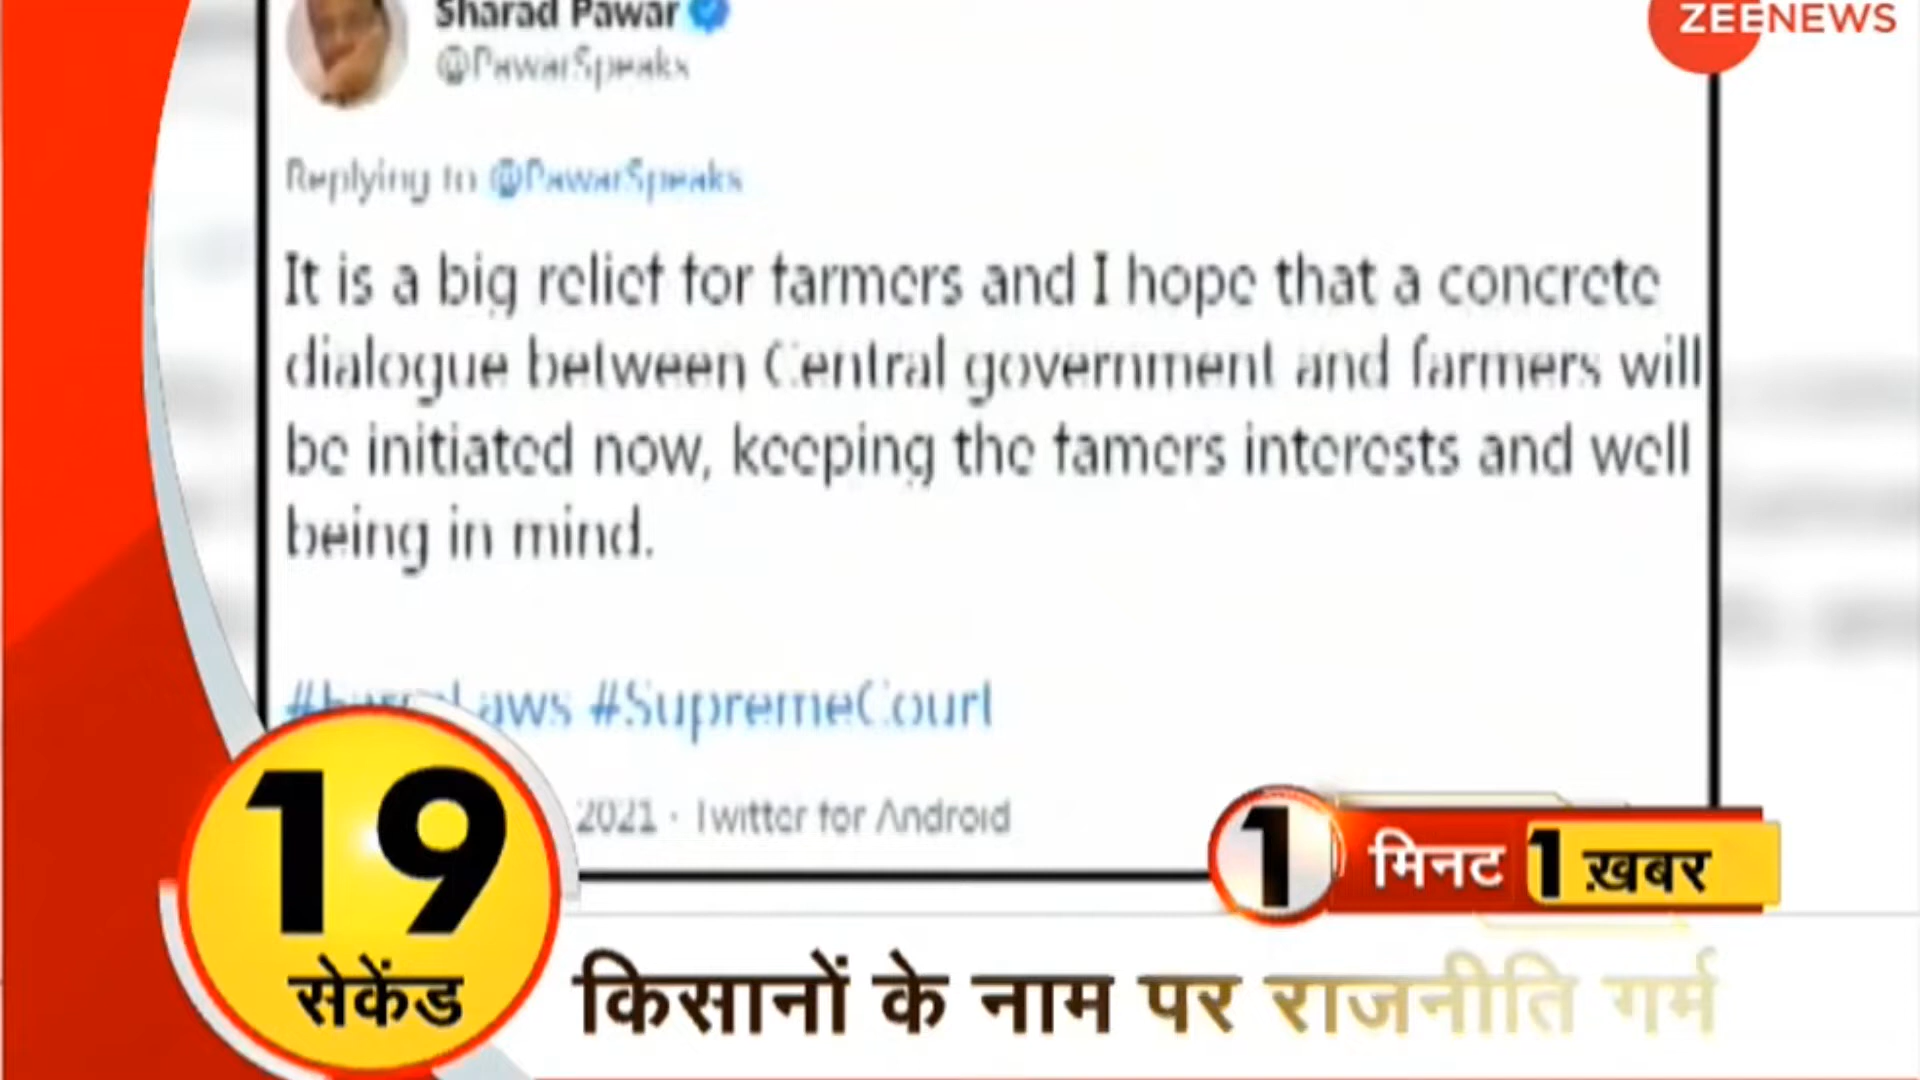 Sharad Pawar
ZEE NEWS
@PawarSpeaks
Replying to @PawarSpeaks
It is a big relief for farmers and I hope that a concrete
dialogue between Central government and farmers will
be initiated now, keeping the famers interests and well
being in mind.
#SupremeCourt
2021 · Twitter for Android
19
सेकेंड
1 मिनट 1 ख़बर
किसानों के नाम पर राजनीति गर्म